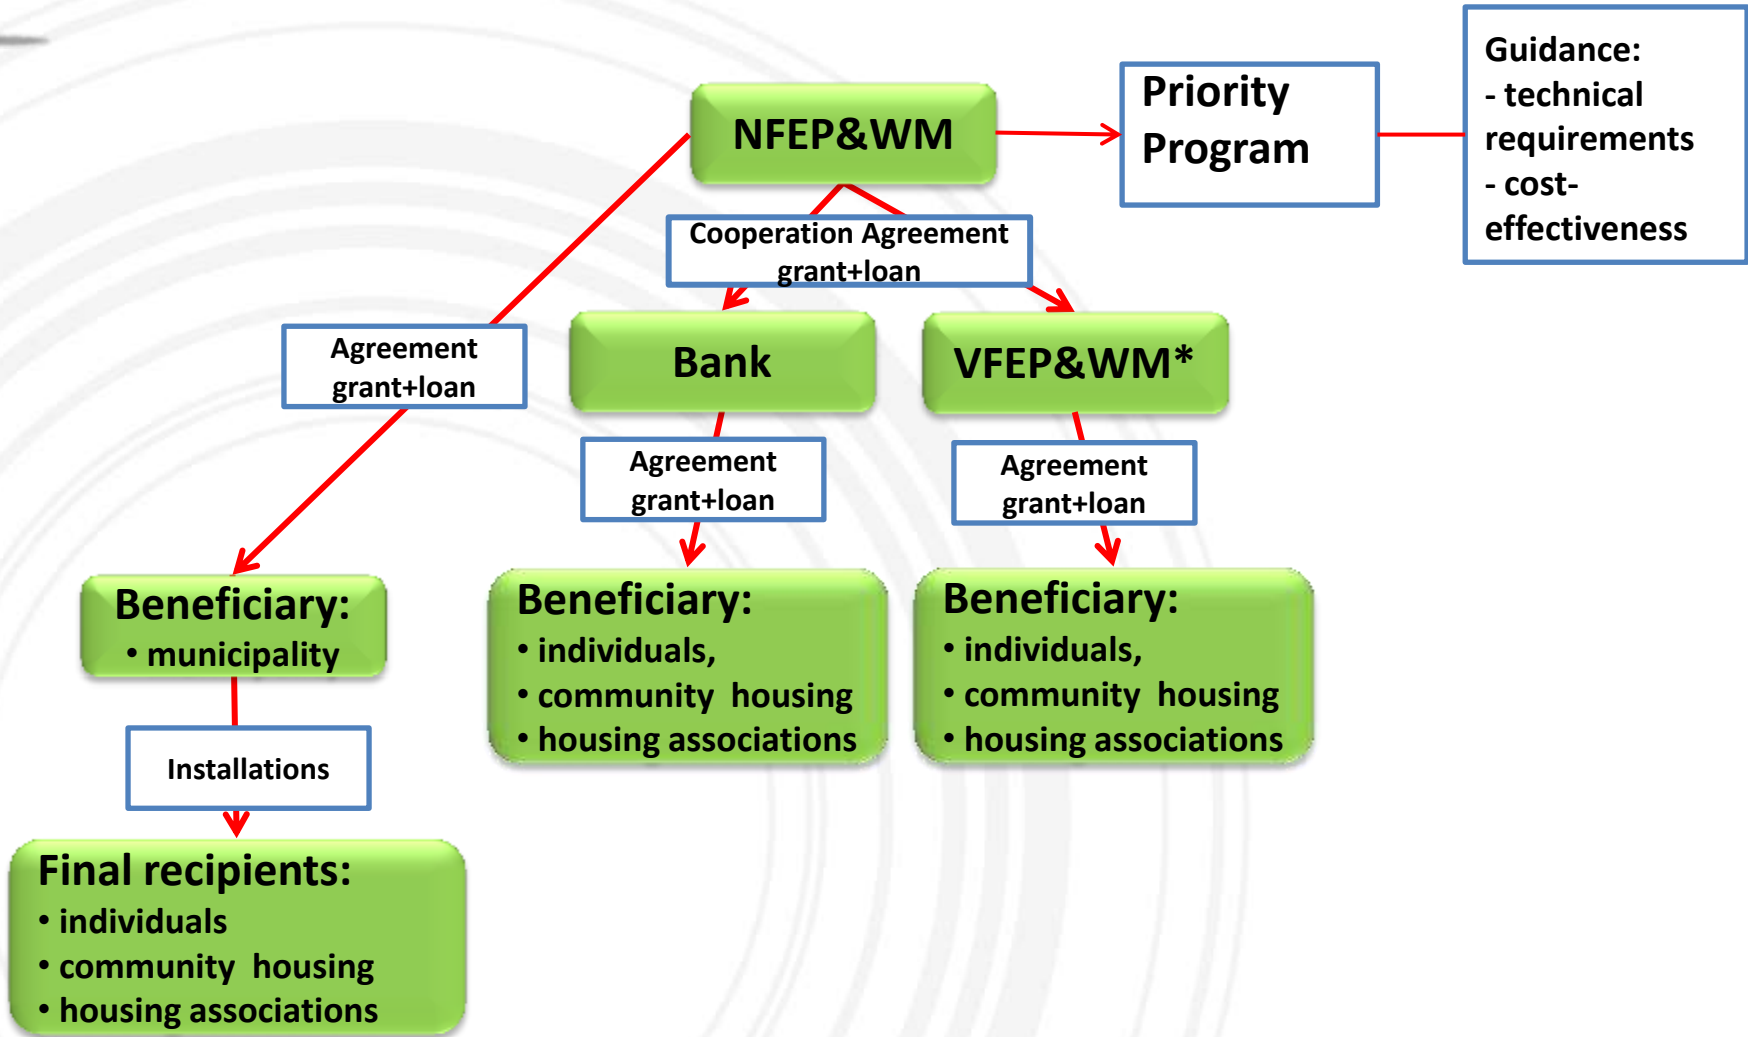 NFEP&WM
Priority
Program
Guidance:
- technical
requirements
- cost-
effectiveness
Cooperation Agreement
grant+loan
Agreement
grant+loan
Bank
VFEP&WM*
Agreement
grant+loan
Agreement
grant+loan
Beneficiary:
• municipality
Beneficiary:
• individuals,
• community  housing
• housing associations
Beneficiary:
• individuals,
• community  housing
• housing associations
Installations
Final recipients:
• individuals
• community  housing
• housing associations